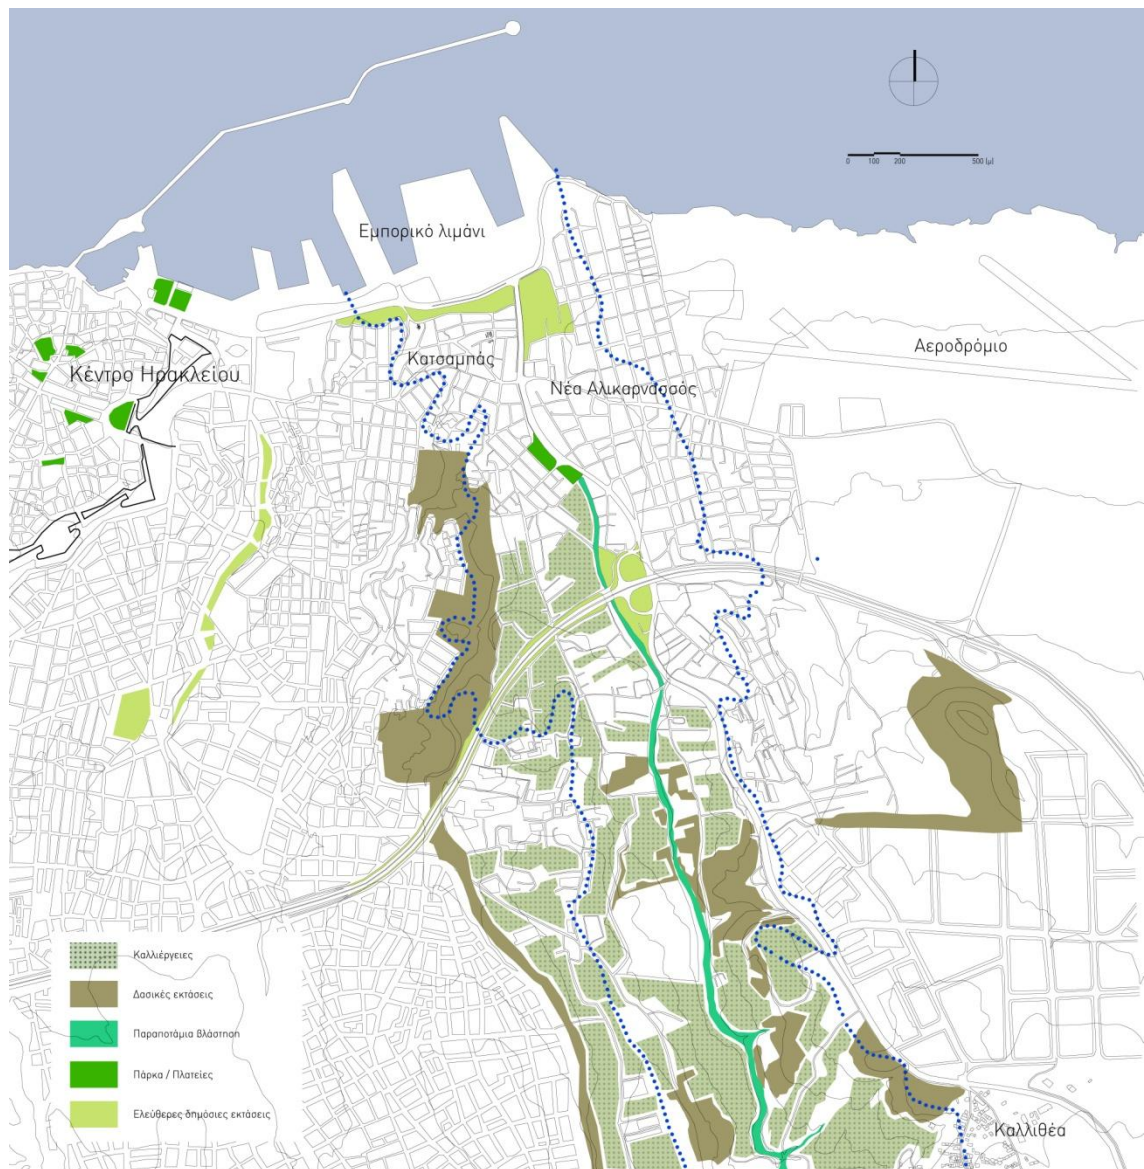 0 100 200 500 (μ)
Εμπορικό λιμάνι
Αεροδρόμιο
Κατσαμπάς
Κέντρο Ηρακλείου
Νέα Αλικαρνασσός
Καλλιέργειες
Δασικές εκτάσεις
Παραποτάμια βλάστηση
Πάρκα / Πλατείες
Ελεύθερες δημόσιες εκτάσεις
Καλλιθέα